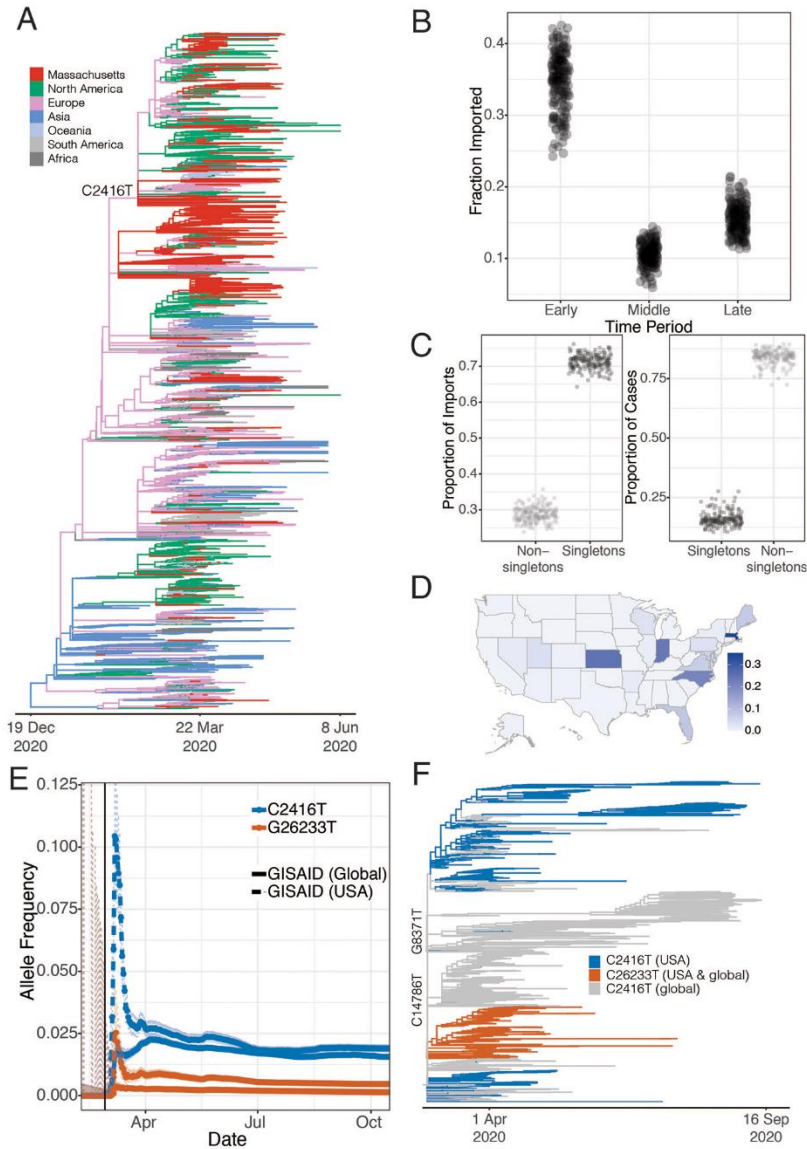 A
Massachusetts
North America
Europe
Asia
Oceania
South America
Africa
C2416T
19 Dec
2020
22 Mar
2020
8 Jun
2020
B
Fraction Imported
0.4
0.3
0.2
0.1
Early
Middle
Late
Time Period
C
Proportion of Imports
0.7
0.6
0.5
0.4
0.3
Non-
singletons
Singletons
Proportion of Cases
0.75
0.50
0.25
Singletons
Non-
singletons
D
0.3
0.2
0.1
0.0
E
Allele Frequency
0.125
0.100
0.075
0.050
0.025
0.000
C2416T
G26233T
GISAID (Global)
GISAID (USA)
Apr
Jul
Oct
Date
F
G8371T
C14786T
C2416T (USA)
C26233T (USA & global)
C2416T (global)
1 Apr
2020
16 Sep
2020